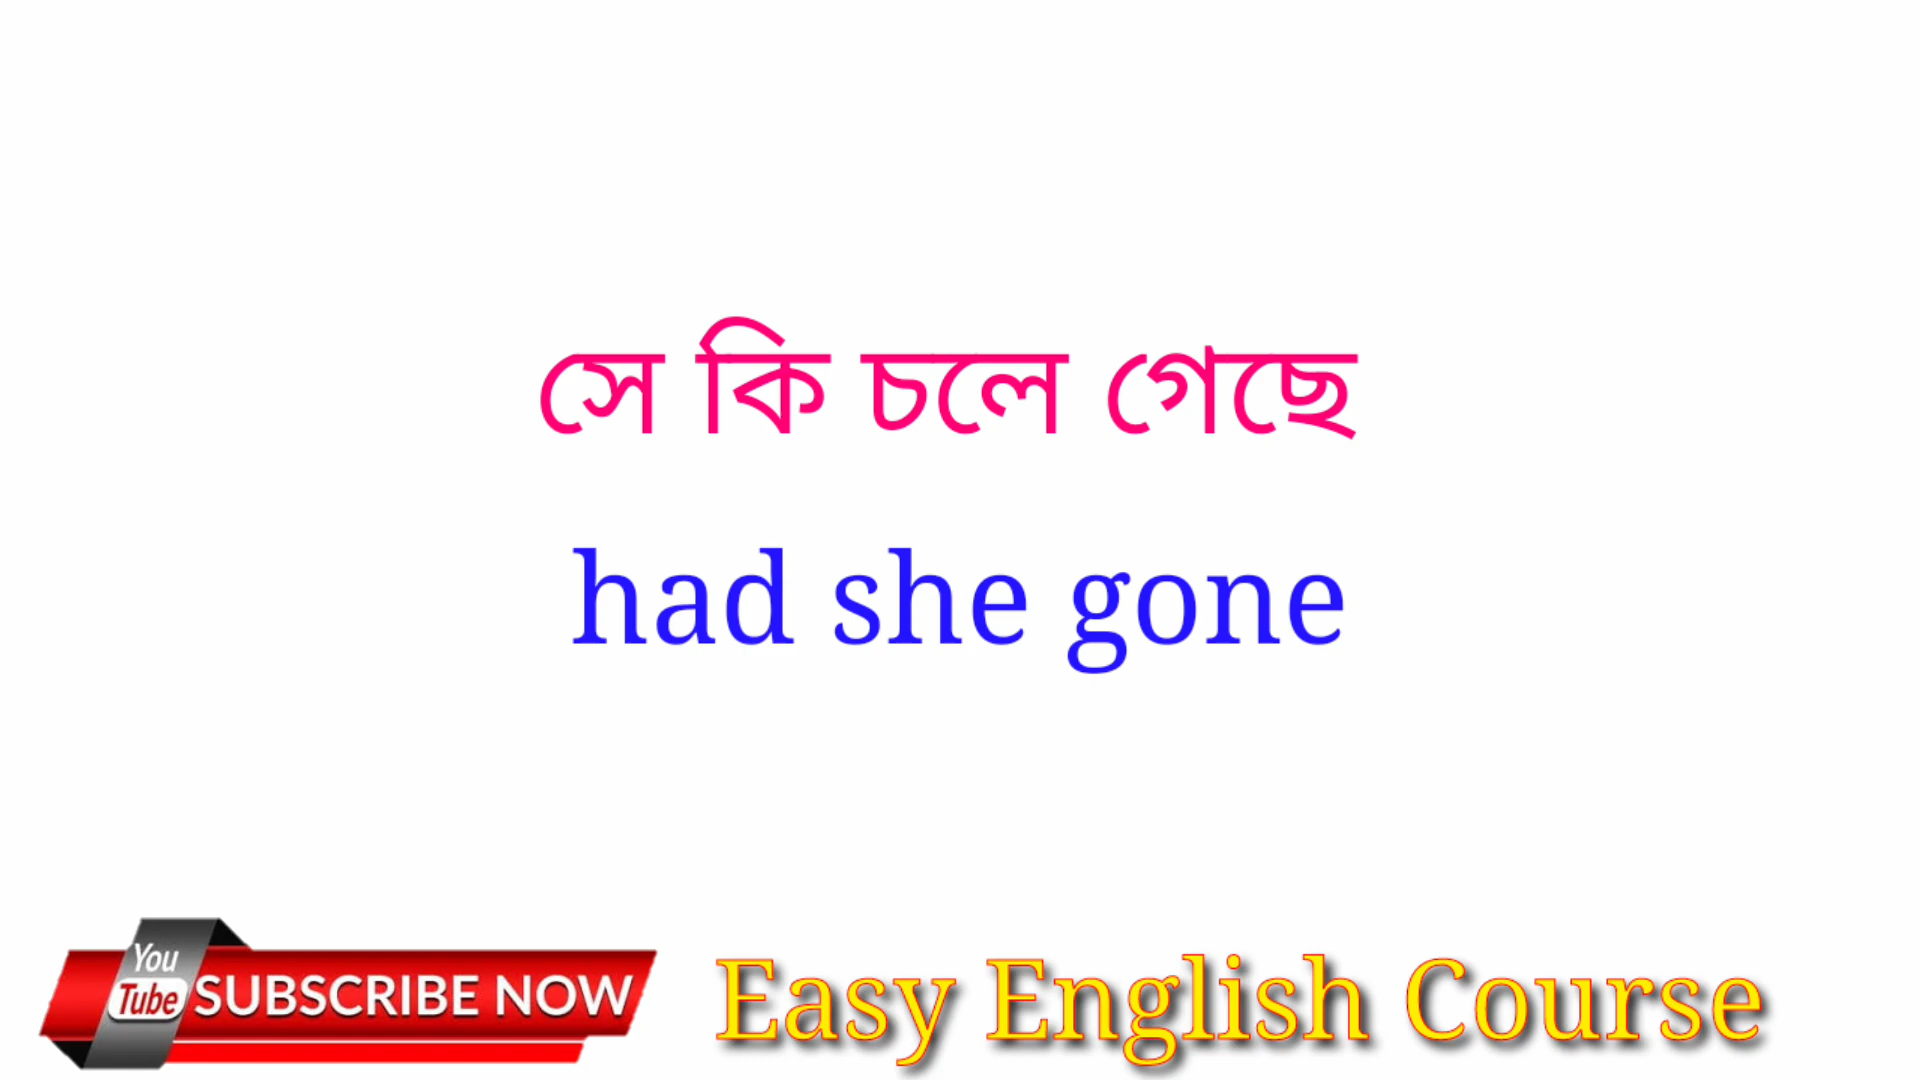 সে কি চলে গেছে
had she gone
You
Tube SUBSCRIBE NOW
Easy English Course